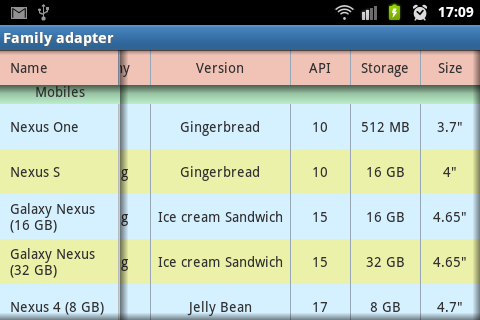 17:09
Family adapter
Name ny Version API Storage Size
Mobiles
Nexus One Gingerbread 10 512 MB 3.7"
Nexus S g Gingerbread 10 16 GB 4"
Galaxy Nexus
(16 GB) g Ice cream Sandwich 15 16 GB 4.65"
Galaxy Nexus
(32 GB) g Ice cream Sandwich 15 32 GB 4.65"
Nexus 4 (8 GB) Jelly Bean 17 8 GB 4.7"